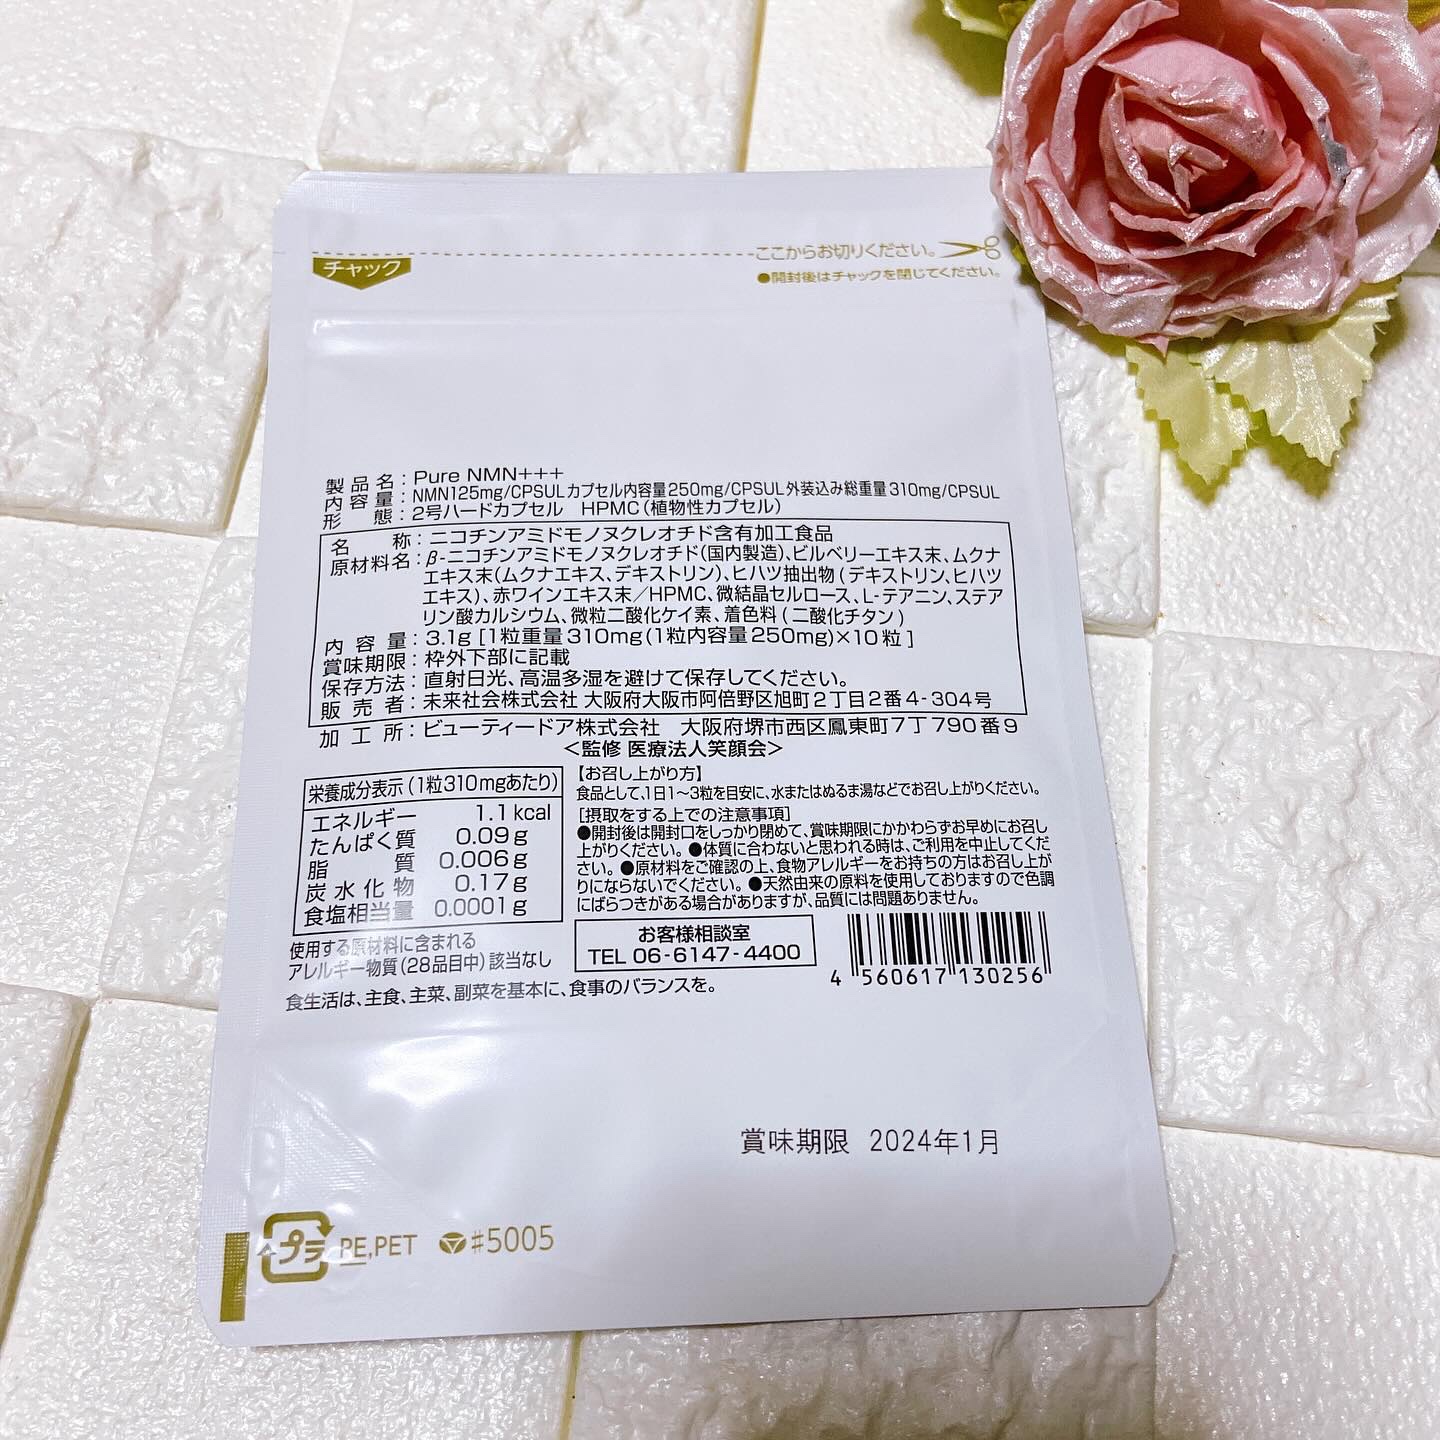 ここからお切りください。
チャック
●開封後はチャックを閉じてください。
製品名：Pure NMN+++
内容量：NMN125mg/CPSULカプセル内容量250mg/CPSUL外装込み総重量310mg/CPSUL
形態：2号ハードカプセル　HPMC(植物性カプセル)
名称：ニコチンアミドモノヌクレオチド含有加工食品
原材料名：β-ニコチンアミドモノヌクレオチド(国内製造)、ビルベリーエキス末、ムクナ
エキス末(ムクナエキス、デキストリン)、ヒハツ抽出物(デキストリン、ヒハツ
エキス)、赤ワインエキス末／HPMC、微結晶セルロース、L-テアニン、ステア
リン酸カルシウム、微粒二酸化ケイ素、着色料(二酸化チタン)
内容量：3.1g［1粒重量310mg(1粒内容量250mg)×10粒］
賞味期限：枠外下部に記載
保存方法：直射日光、高温多湿を避けて保存してください。
販売者：未来社会株式会社 大阪府大阪市阿倍野区旭町2丁目2番4-304号
加工所：ビューティードア株式会社　大阪府堺市西区鳳東町7丁790番9
＜監修 医療法人笑顔会＞
栄養成分表示(1粒310mgあたり)
エネルギー 1.1kcal
たんぱく質 0.09g
脂質 0.006g
炭水化物 0.17g
食塩相当量 0.0001g
使用する原材料に含まれる
アレルギー物質(28品目中)該当なし
【お召し上がり方】
食品として、1日1～3粒を目安に、水またはぬるま湯などでお召し上がりください。
[摂取をする上での注意事項]
●開封後は開封口をしっかり閉めて、賞味期限にかかわらずお早めにお召し
上がりください。●体質に合わないと思われる時は、ご利用を中止してくだ
さい。●原材料をご確認の上、食物アレルギーをお持ちの方はお召し上が
りにならないでください。●天然由来の原料を使用しておりますので色調
にばらつきがある場合がありますが、品質には問題ありません。
お客様相談室
TEL 06-6147-4400
4 560617 130256
食生活は、主食、主菜、副菜を基本に、食事のバランスを。
賞味期限 2024年1月
プラ PE,PET #5005